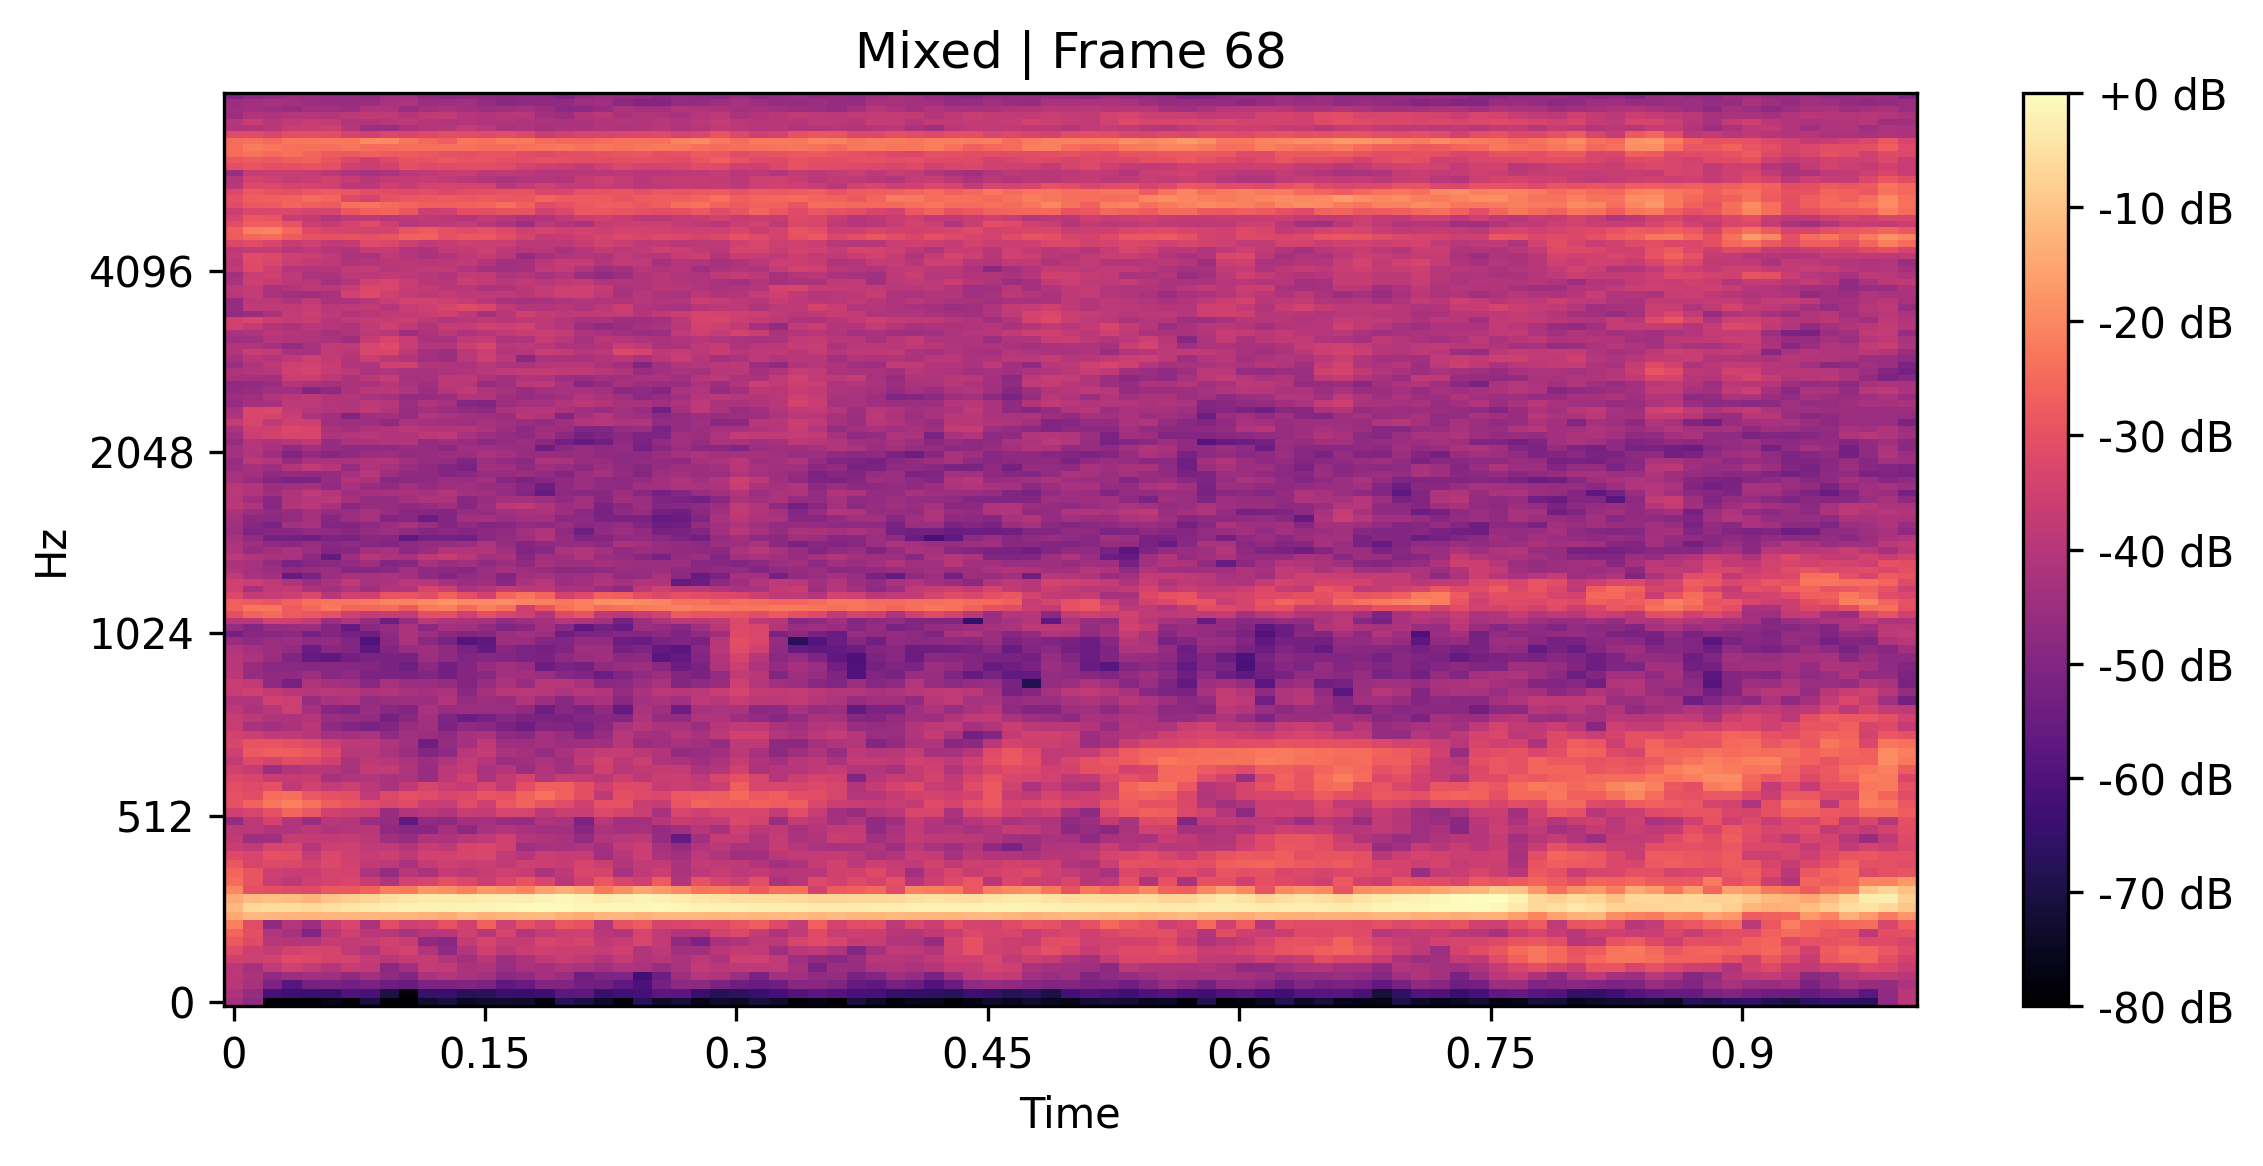 Mixed | Frame 68
Hz
4096
2048
1024
512
0
0 0.15 0.3 0.45 0.6 0.75 0.9
Time
+0 dB
-10 dB
-20 dB
-30 dB
-40 dB
-50 dB
-60 dB
-70 dB
-80 dB